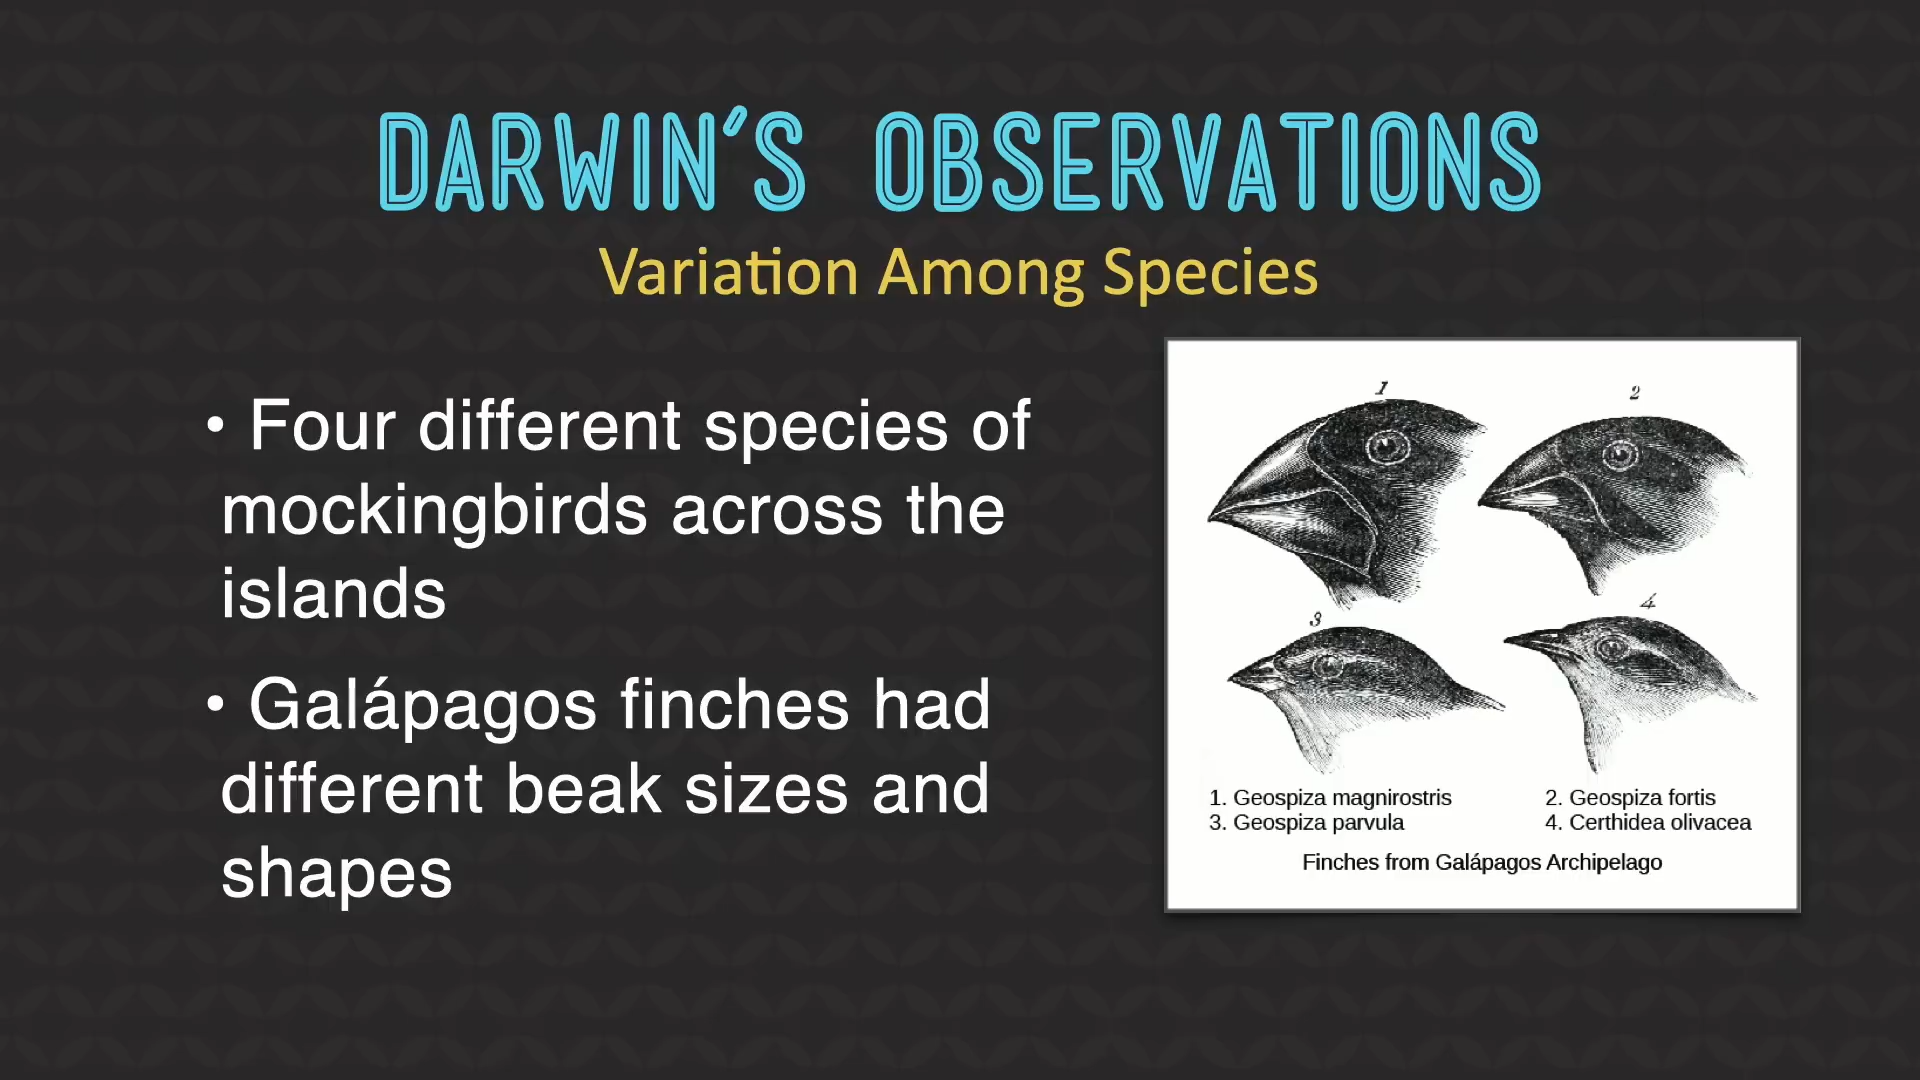 DARWIN'S OBSERVATIONS
Variation Among Species
• Four different species of
mockingbirds across the
islands
• Galápagos finches had
different beak sizes and
shapes
1
2
3
4
1. Geospiza magnirostris 2. Geospiza fortis
3. Geospiza parvula 4. Certhidea olivacea
Finches from Galápagos Archipelago